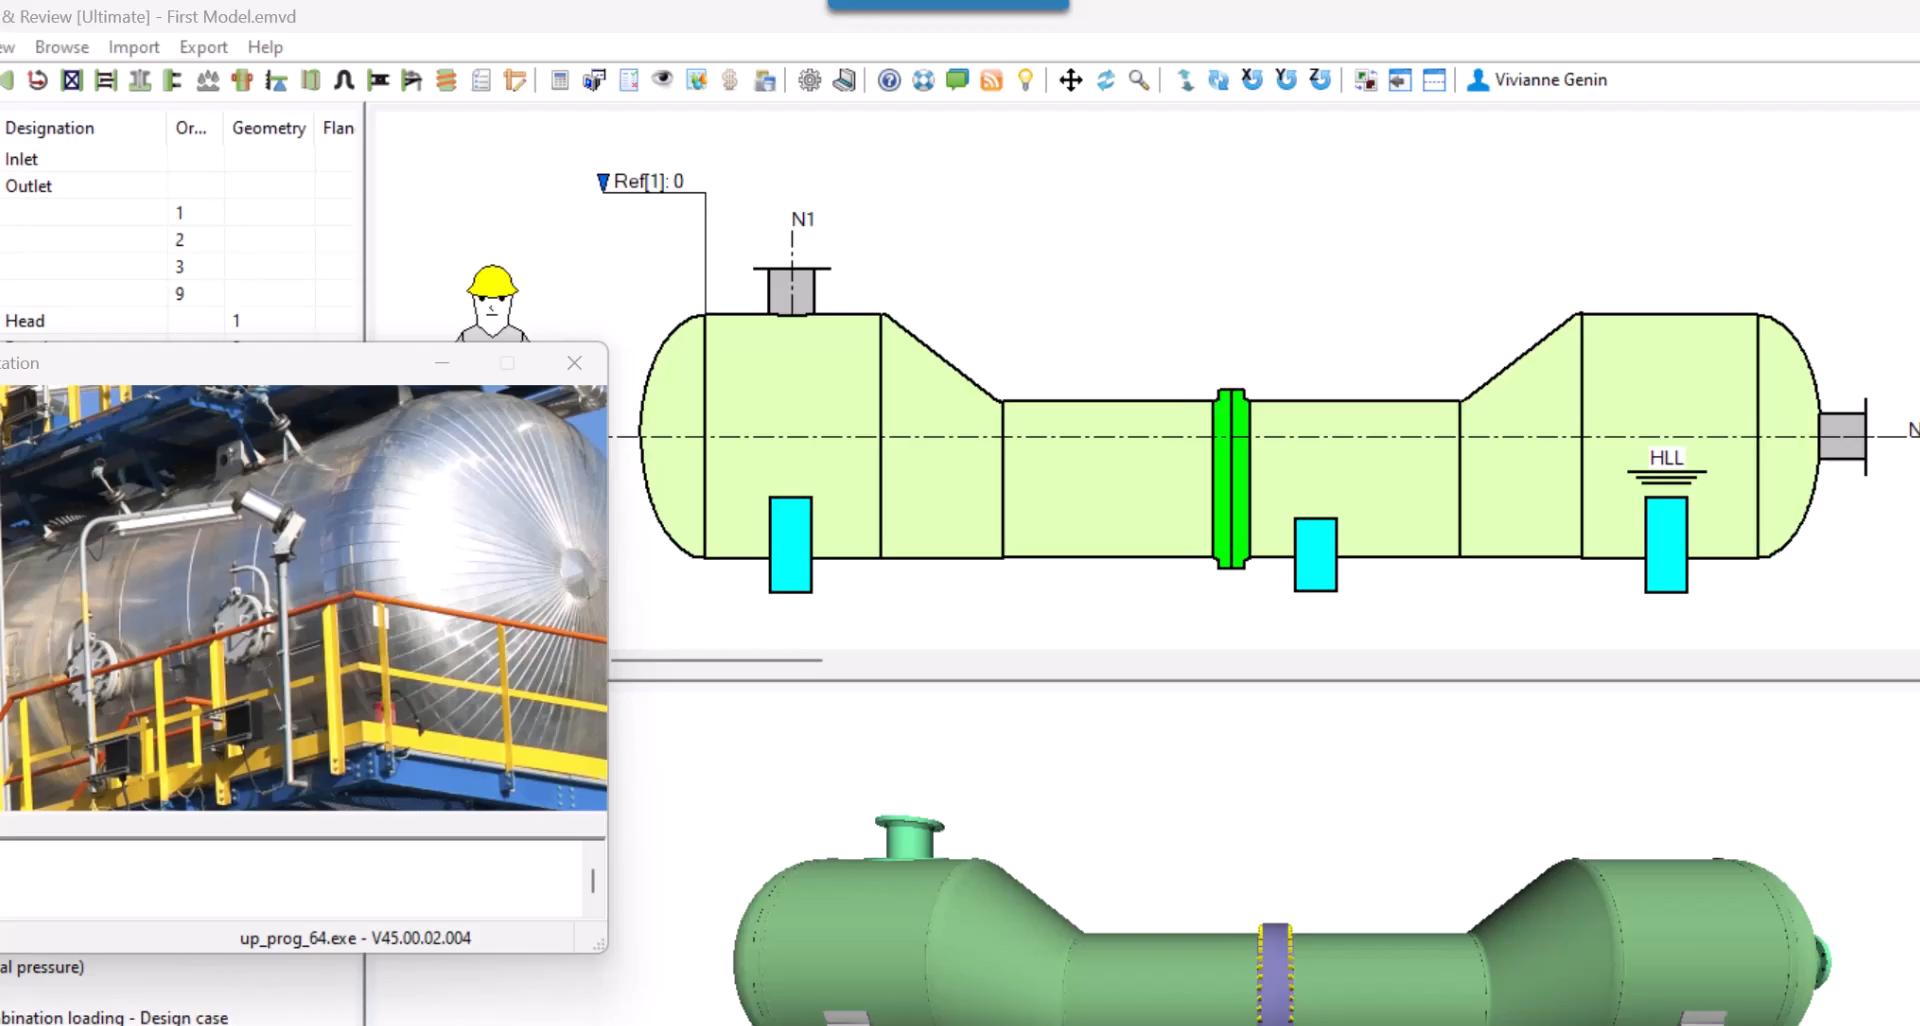 & Review [Ultimate] - First Model.emvd
ew Browse Import Export Help
Vivianne Genin
Designation Or... Geometry Flan
Inlet
Outlet
1
2
3
9
Head 1
Ref[1]: 0
N1
tation
HLL
N
up_prog_64.exe - V45.00.02.004
al pressure)
bination loading - Design case